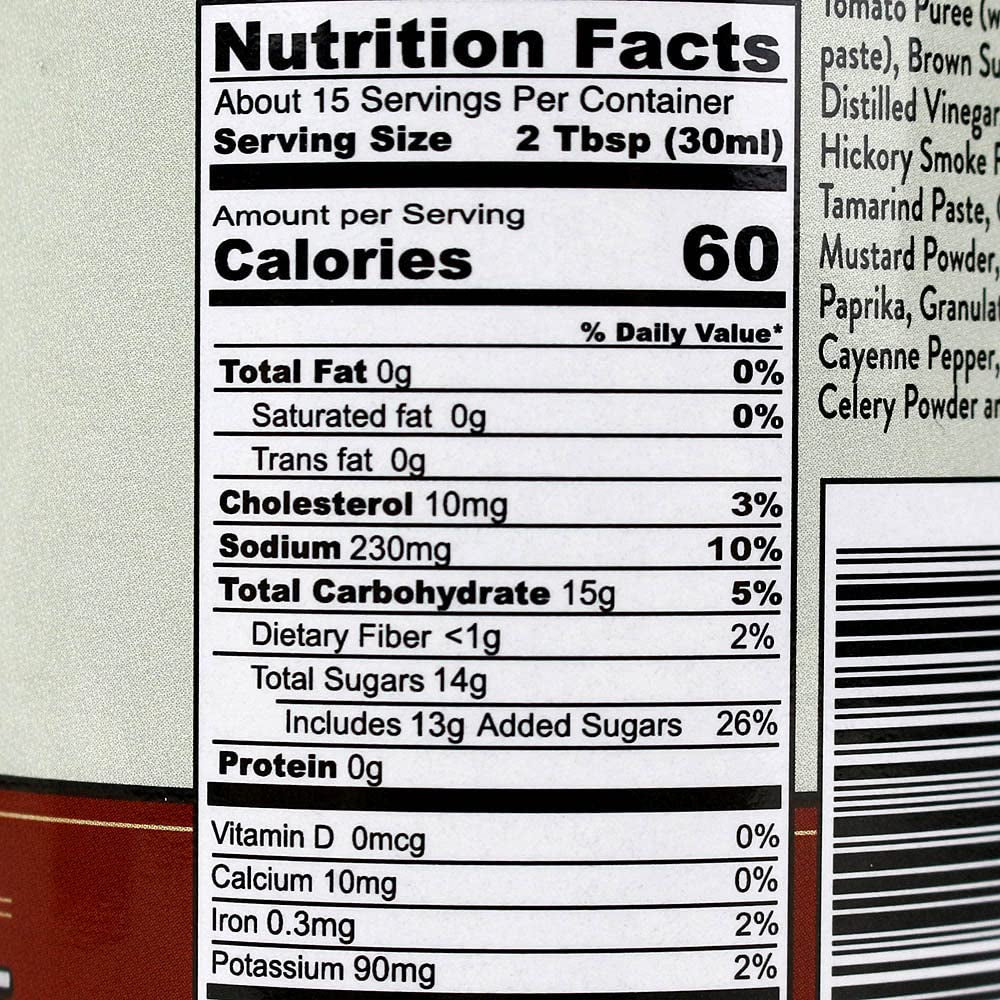 Nutrition Facts
About 15 Servings Per Container
Serving Size 2 Tbsp (30ml)
Amount per Serving
Calories 60
% Daily Value*
Total Fat 0g 0%
Saturated fat 0g 0%
Trans fat 0g
Cholesterol 10mg 3%
Sodium 230mg 10%
Total Carbohydrate 15g 5%
Dietary Fiber <1g 2%
Total Sugars 14g
Includes 13g Added Sugars 26%
Protein 0g
Vitamin D 0mcg 0%
Calcium 10mg 0%
Iron 0.3mg 2%
Potassium 90mg 2%
Tomato Puree
paste), Brown
Distilled Vinegar
Hickory Smoke
Tamarind Paste,
Mustard Powder,
Paprika,
Cayenne Pepper,
Celery Powder